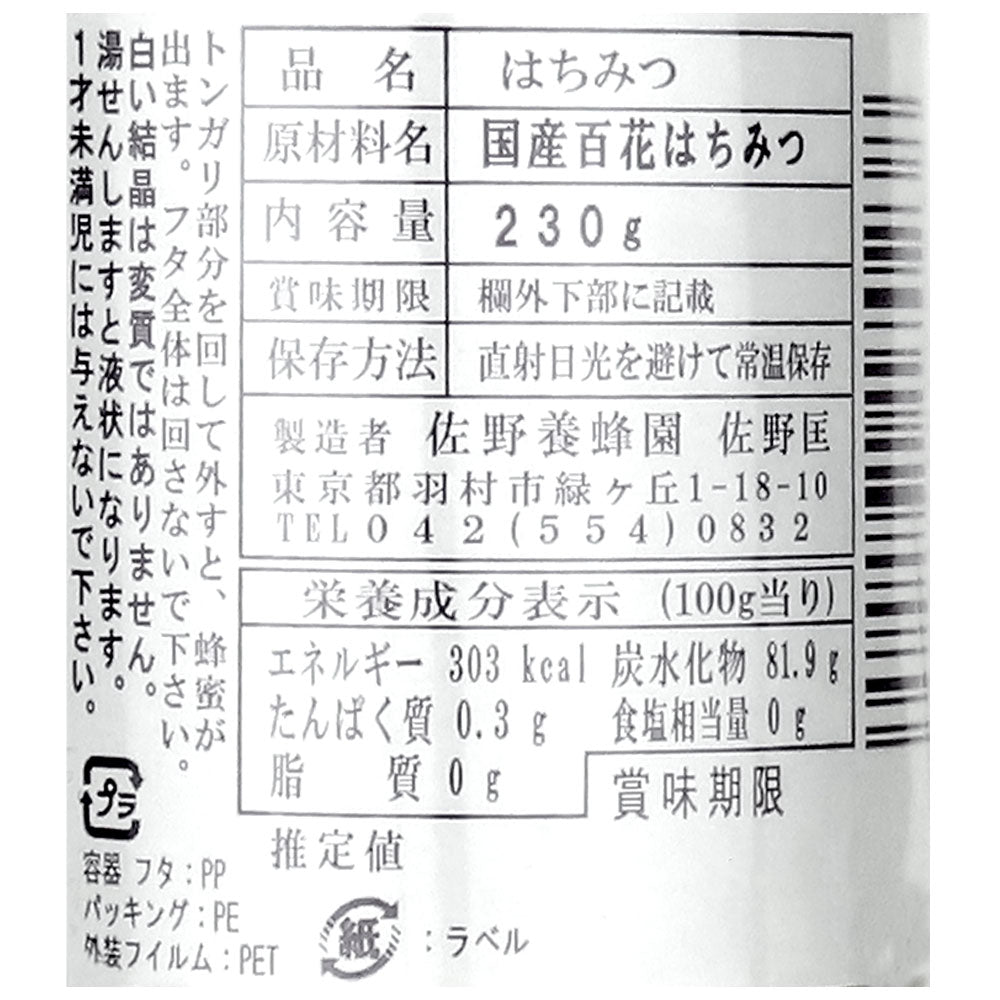 トンガリ部分を回して外すと、蜂蜜が
出ます。フタ全体は回さないで下さい。
白い結晶は変質ではありません。
湯せんしますと液状になります。
1才未満児には与えないで下さい。
品 名 はちみつ
原材料名 国産百花はちみつ
内容量 230g
賞味期限 欄外下部に記載
保存方法 直射日光を避けて常温保存
製造者 佐野養蜂園 佐野匡
東京都羽村市緑ヶ丘1-18-10
TEL042(554)0832
栄養成分表示 (100g当り)
エネルギー 303 kcal 炭水化物 81.9g
たんぱく質 0.3g 食塩相当量 0g
脂 質 0g
賞味期限
推定値
プラ
容器 フタ:PP
パッキング:PE
外装フィルム:PET
紙 :ラベル